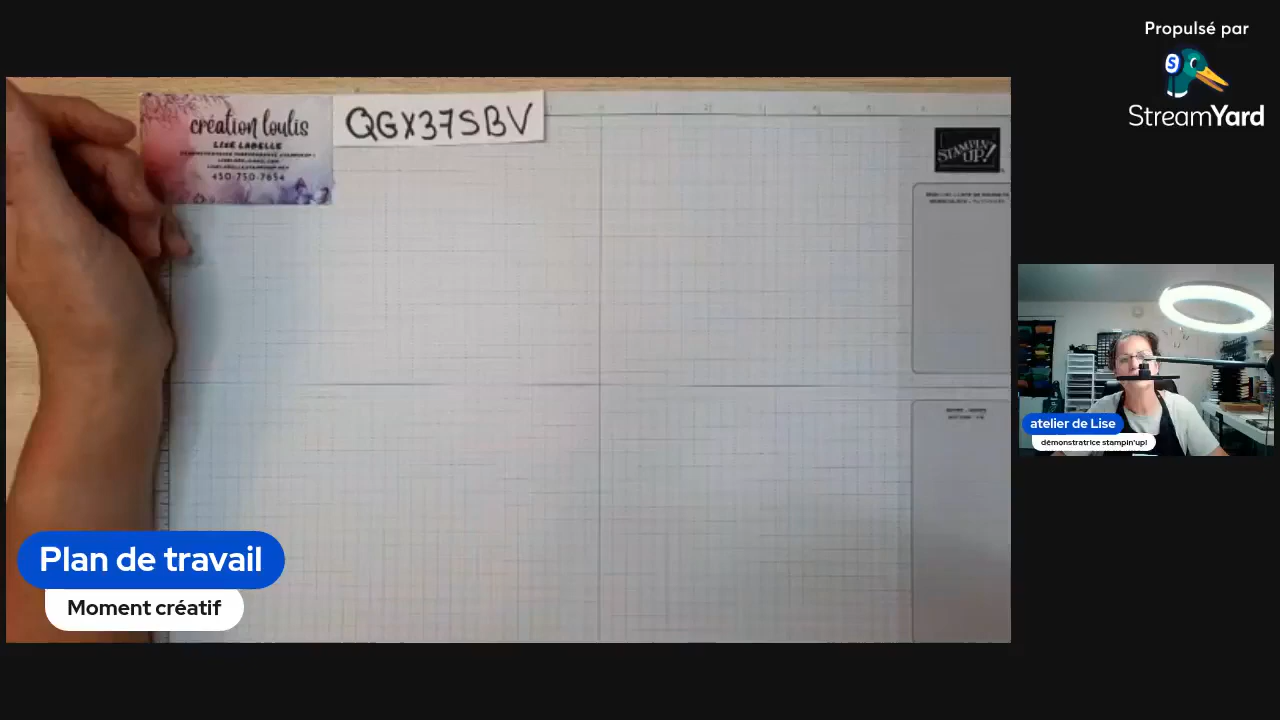 Propulsé par
StreamYard
création loulis
LISE LABELLE
450-750-7654
QGX37SBV
STAMPIN' UP!
atelier de Lise
démonstratrice stampin'up!
Plan de travail
Moment créatif